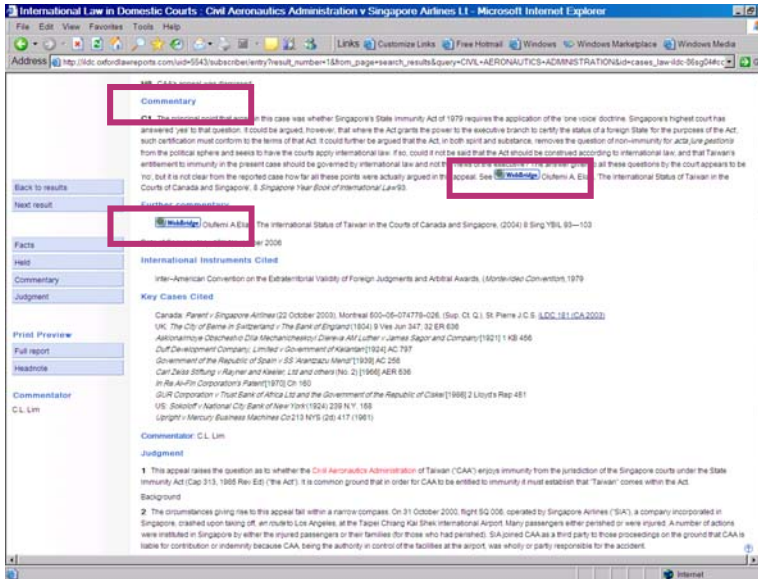 International Law in Domestic Courts : Civil Aeronautics Administration v Singapore Airlines Lt - Microsoft Internet Explorer
File Edit View Favorites Tools Help
Links Customize Links Free Hotmail Windows Windows Marketplace Windows Media
Address http://ildc.oxfordlawreports.com/uid=5543/subscriber/entry?result_number=1&from_page=search_results&query=CIVIL+AERONAUTICS+ADMINISTRATION&id=cases_law-ildc-86sg04#cc
Commentary
C1 The principal point that arose in this case was whether Singapore's State Immunity Act of 1979 requires the application of the 'one voice' doctrine. Singapore's highest court has
answered 'yes' to that question. It could be argued, however, that where the Act grants the power to the executive branch to certify the status of a foreign State for the purposes of the Act,
such certification must conform to the terms of that Act. It could further be argued that the Act, in both spirit and substance, removes the question of non-immunity for acta jure gestionis
from the political sphere and seeks to have the courts apply international law. If so, could it not be said that the Act should be construed according to international law, and that Taiwan's
entitlement to immunity in the present case should be governed by international law and not the views of the executive? The answer given to all these questions by the court appears to be
'no', but it is not clear from the reported case how far all these points were actually argued in the appeal. See WebBridge Olufemi A. Elias, 'The International Status of Taiwan in the
Courts of Canada and Singapore', 8 Singapore Year Book of International Law 93.
Back to results
Next result
Further commentary
WebBridge Olufemi A Elias, The International Status of Taiwan in the Courts of Canada and Singapore, (2004) 8 Sing YBIL 93—103
2006
Facts
Held
Commentary
Judgment
International Instruments Cited
Inter–American Convention on the Extraterritorial Validity of Foreign Judgments and Arbitral Awards, (Montevideo Convention), 1979
Key Cases Cited
Canada: Parent v Singapore Airlines (22 October 2003), Montreal 500–05–074778–026, (Sup. Ct. Q.), St. Pierre J.C.S. ILDC 181 (CA 2003)
UK: The City of Berne in Switzerland v The Bank of England (1804) 9 Ves Jun 347; 32 ER 636
Aksionairnoye Obschestvo Dlia Mechanicheskoyi Diereva AM Luther v James Sagor and Company [1921] 1 KB 456
Duff Development Company, Limited v Government of Kelantan [1924] AC 797
Government of the Republic of Spain v SS 'Arantzazu Mendi' [1939] AC 256
Carl Zeiss Stiftung v Rayner and Keeler, Ltd and others (No. 2) [1966] AER 536
In Re Al–Fin Corporation's Patent [1970] Ch 160
GUR Corporation v Trust Bank of Africa Ltd and the Government of the Republic of Ciskei [1986] 2 Lloyd's Rep 481
US: Sokoloff v National City Bank of New York (1924) 239 N.Y. 158
Upright v Mercury Business Machines Co 213 NYS (2d) 417 (1961)
Print Preview
Full report
Headnote
Commentator
C.L. Lim
Commentator: C.L. Lim
Judgment
1 This appeal raises the question as to whether the Civil Aeronautics Administration of Taiwan ('CAA') enjoys immunity from the jurisdiction of the Singapore courts under the State
Immunity Act (Cap 313, 1985 Rev Ed) ('the Act'). It is common ground that in order for CAA to be entitled to immunity it must establish that "Taiwan" comes within the Act.
Background
2 The circumstances giving rise to this appeal fall within a narrow compass. On 31 October 2000, flight SQ 006, operated by Singapore Airlines ("SIA"), a company incorporated in
Singapore, crashed upon taking off, en route to Los Angeles, at the Taipei Chiang Kai Shek International Airport. Many passengers either perished or were injured. A number of actions
were instituted in Singapore by either the injured passengers or their families (for those who had perished). SIA joined CAA as a third party to those proceedings on the ground that CAA is
liable for contribution or indemnity because CAA, being the authority in control of the facilities at the airport, was wholly or partly responsible for the accident.
Internet